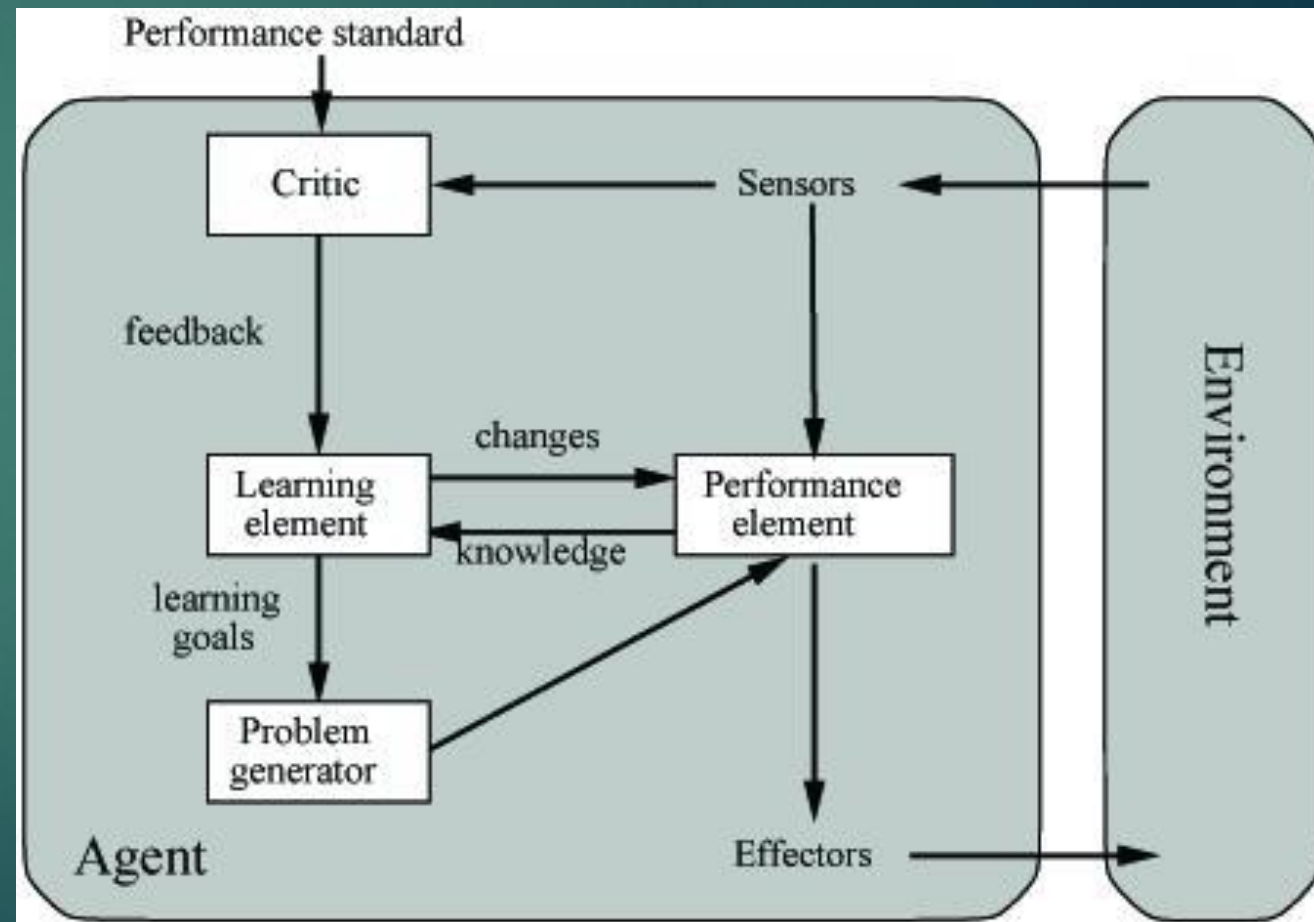 Performance standard
Critic
Sensors
feedback
changes
Learning
element
Performance
element
knowledge
learning
goals
Problem
generator
Agent
Effectors
Environment